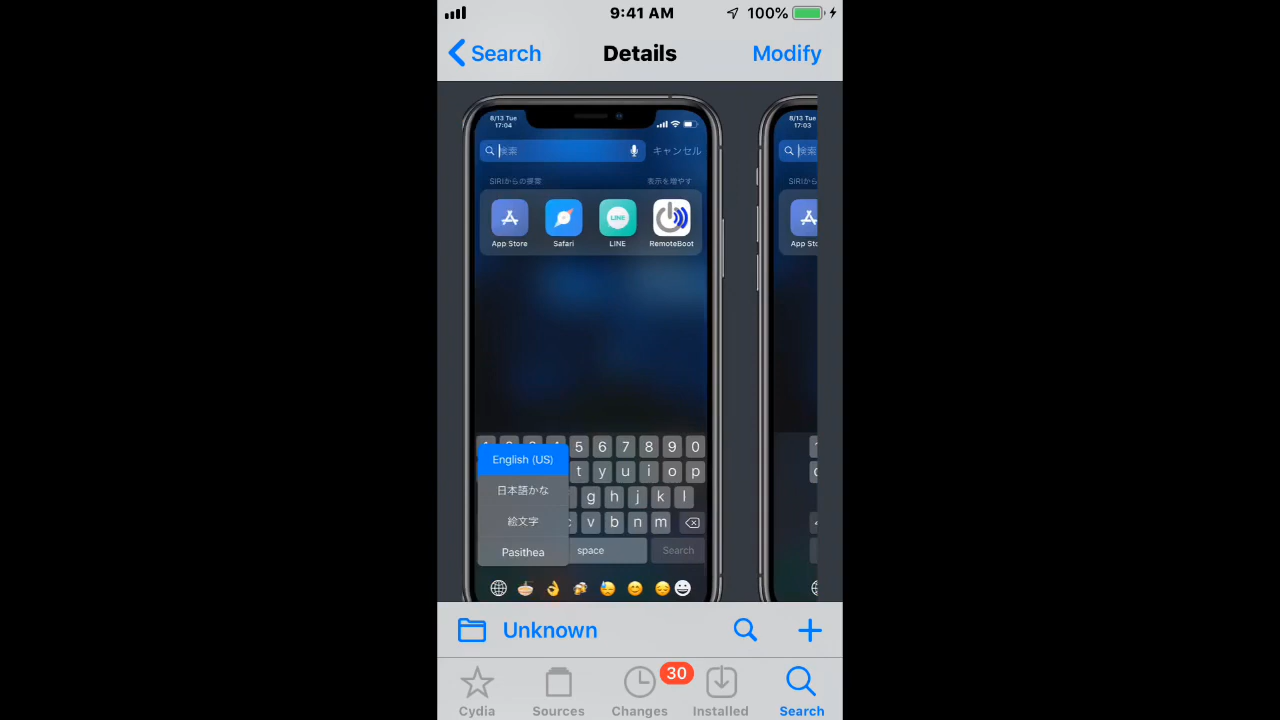 9:41 AM 100%
Search Details Modify
8/13 Tue
17:04
検索 キャンセル
SIRIからの提案 表示を増やす
App Store Safari LINE RemoteBoot
LINE
5 6 7 8 9 0
English (US)
t y u i o p
日本語かな
g h j k l
絵文字
c v b n m
Pasithea
space Search
8/13 Tue
17:03
検索
SIRIから
App Sto
Unknown
30
Cydia Sources Changes Installed Search